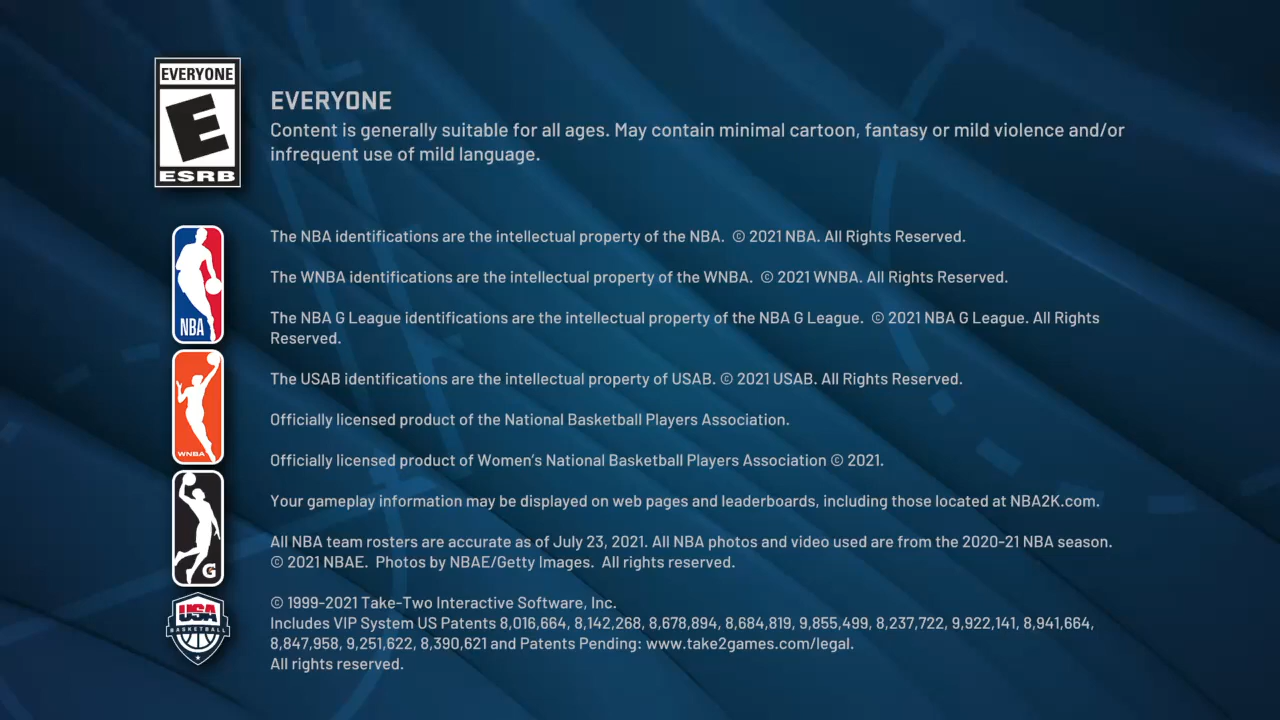 EVERYONE
E
ESRB
EVERYONE
Content is generally suitable for all ages. May contain minimal cartoon, fantasy or mild violence and/or
infrequent use of mild language.
NBA
The NBA identifications are the intellectual property of the NBA.  © 2021 NBA. All Rights Reserved.
The WNBA identifications are the intellectual property of the WNBA.  © 2021 WNBA. All Rights Reserved.
The NBA G League identifications are the intellectual property of the NBA G League.  © 2021 NBA G League. All Rights
Reserved.
WNBA
The USAB identifications are the intellectual property of USAB. © 2021 USAB. All Rights Reserved.
Officially licensed product of the National Basketball Players Association.
Officially licensed product of Women's National Basketball Players Association © 2021.
G
Your gameplay information may be displayed on web pages and leaderboards, including those located at NBA2K.com.
All NBA team rosters are accurate as of July 23, 2021. All NBA photos and video used are from the 2020-21 NBA season.
© 2021 NBAE.  Photos by NBAE/Getty Images.  All rights reserved.
USA
BASKETBALL
© 1999-2021 Take-Two Interactive Software, Inc.
Includes VIP System US Patents 8,016,664, 8,142,268, 8,678,894, 8,684,819, 9,855,499, 8,237,722, 9,922,141, 8,941,664,
8,847,958, 9,251,622, 8,390,621 and Patents Pending: www.take2games.com/legal.
All rights reserved.